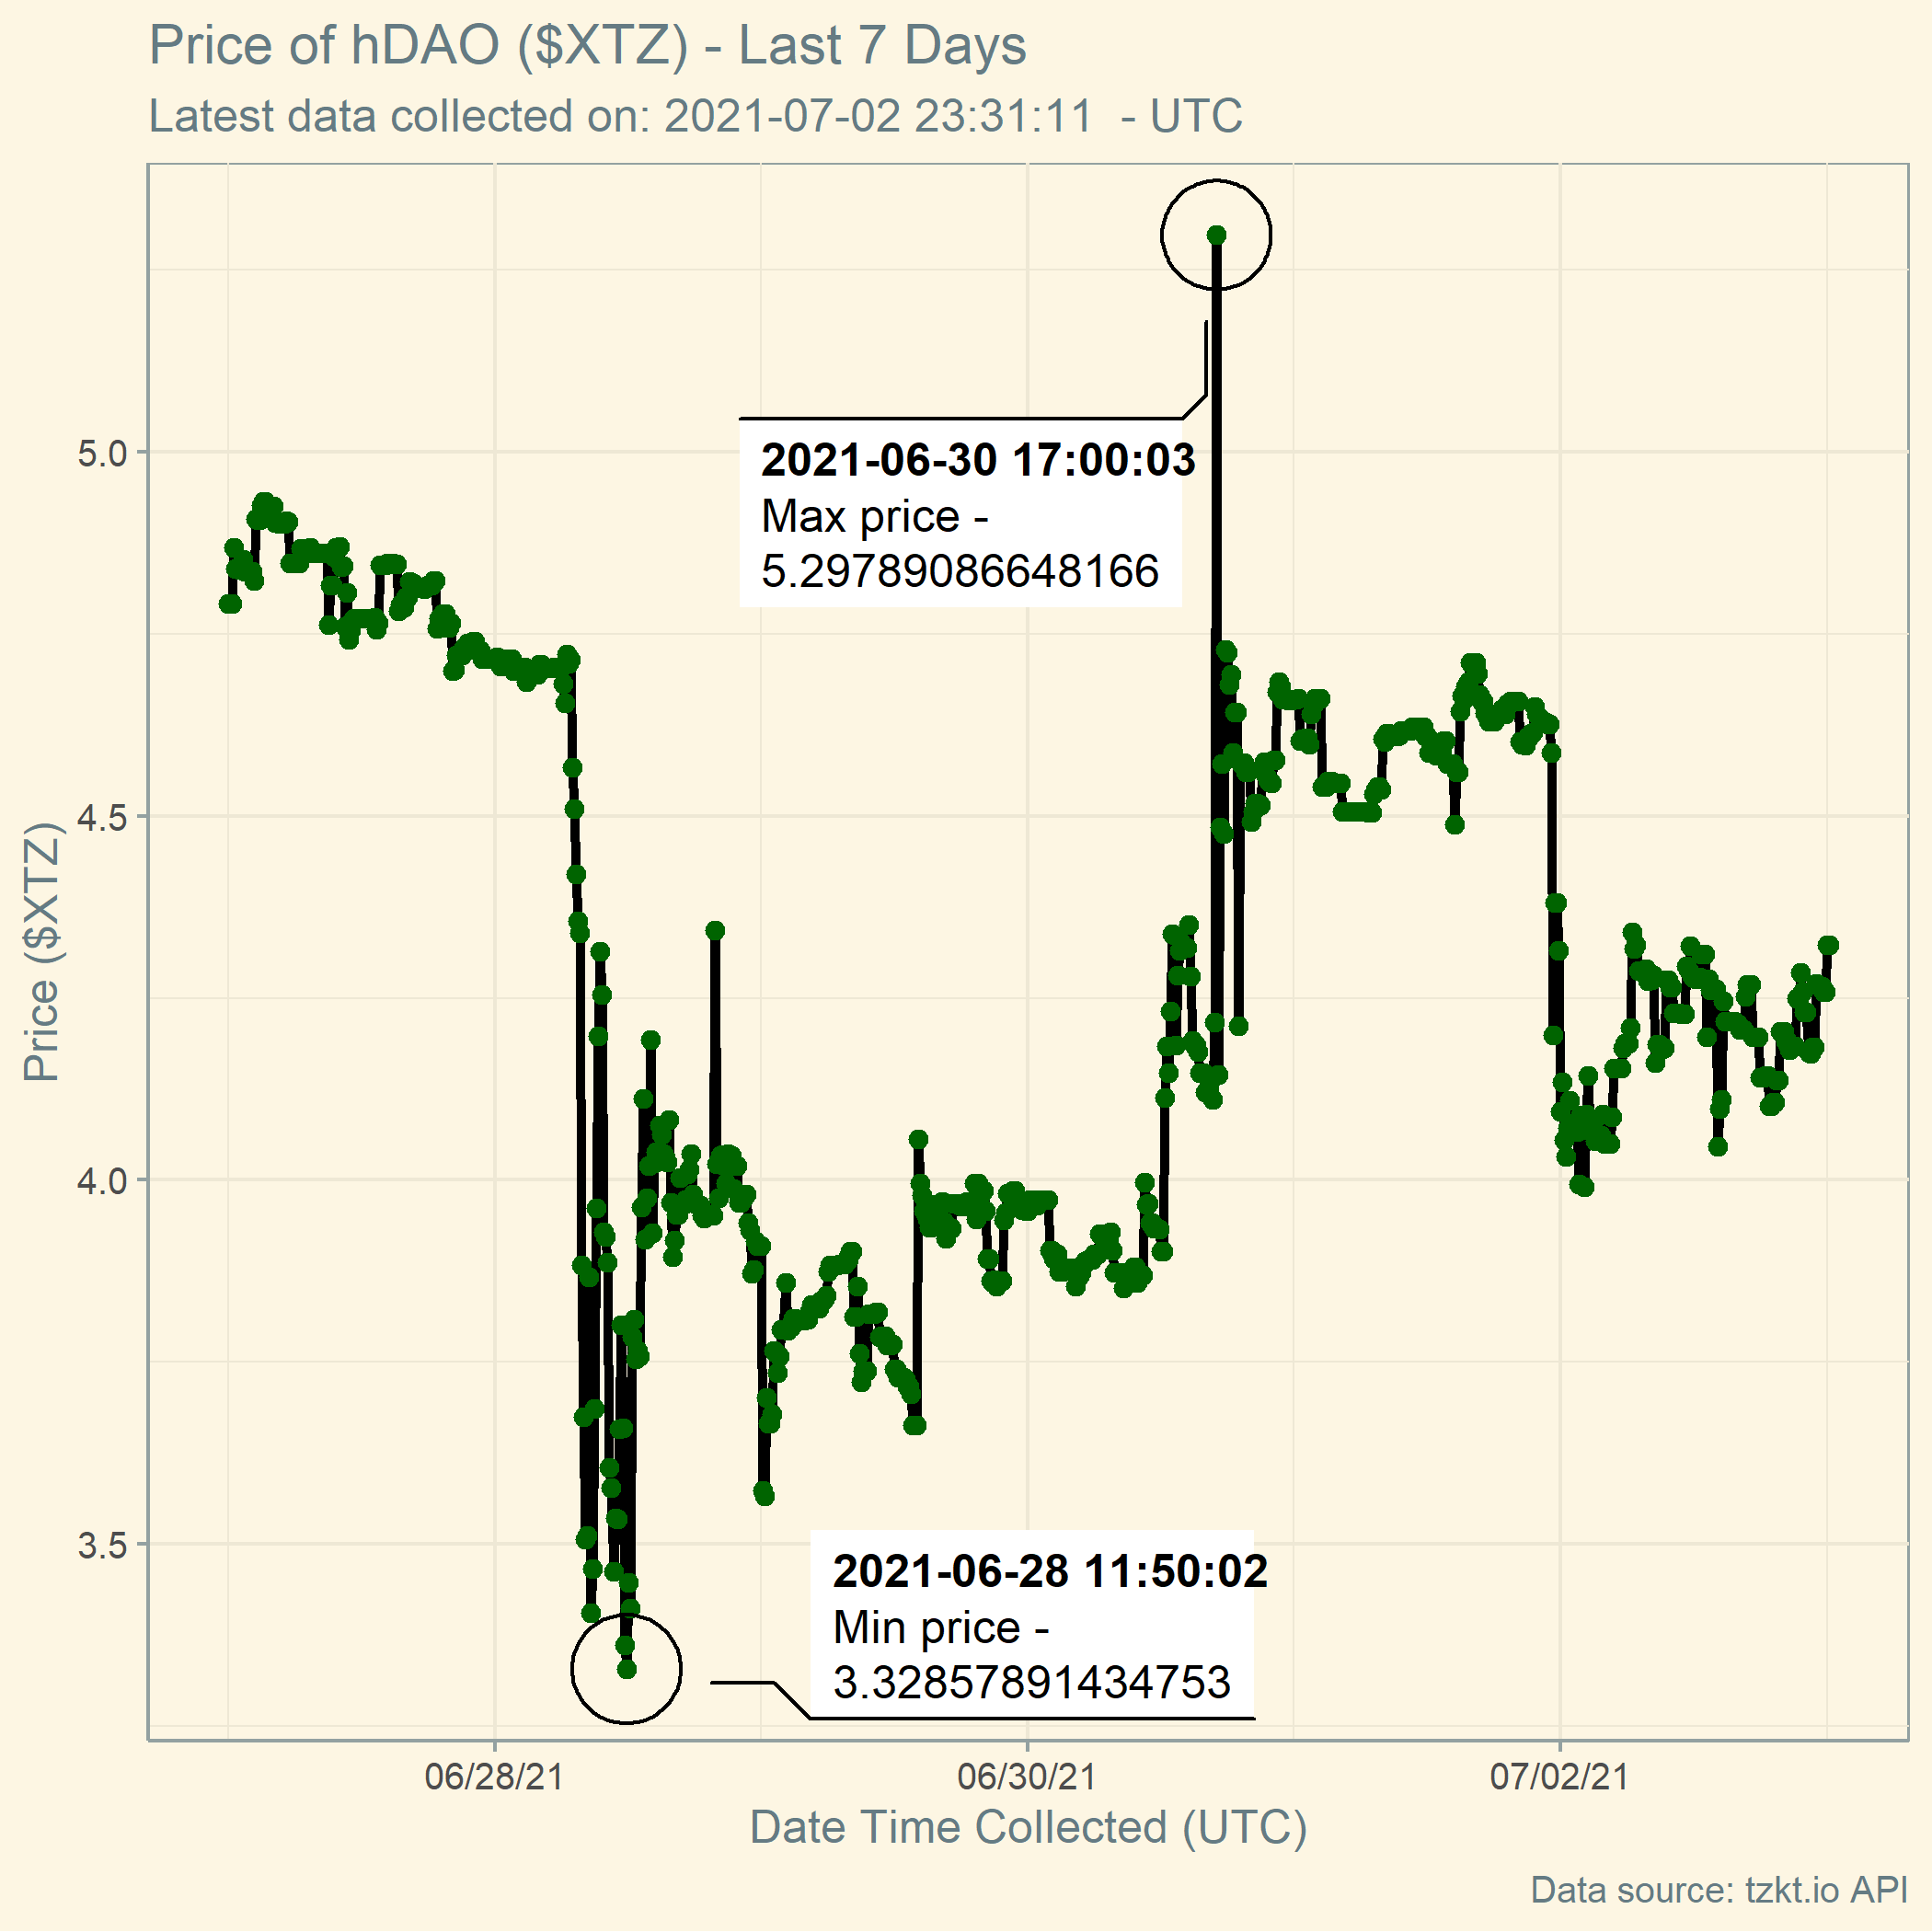 Price of hDAO ($XTZ) - Last 7 Days
Latest data collected on: 2021-07-02 23:31:11  - UTC
2021-06-30 17:00:03
Max price -
5.29789086648166
2021-06-28 11:50:02
Min price -
3.32857891434753
Price ($XTZ)
5.0
4.5
4.0
3.5
06/28/21
06/30/21
07/02/21
Date Time Collected (UTC)
Data source: tzkt.io API